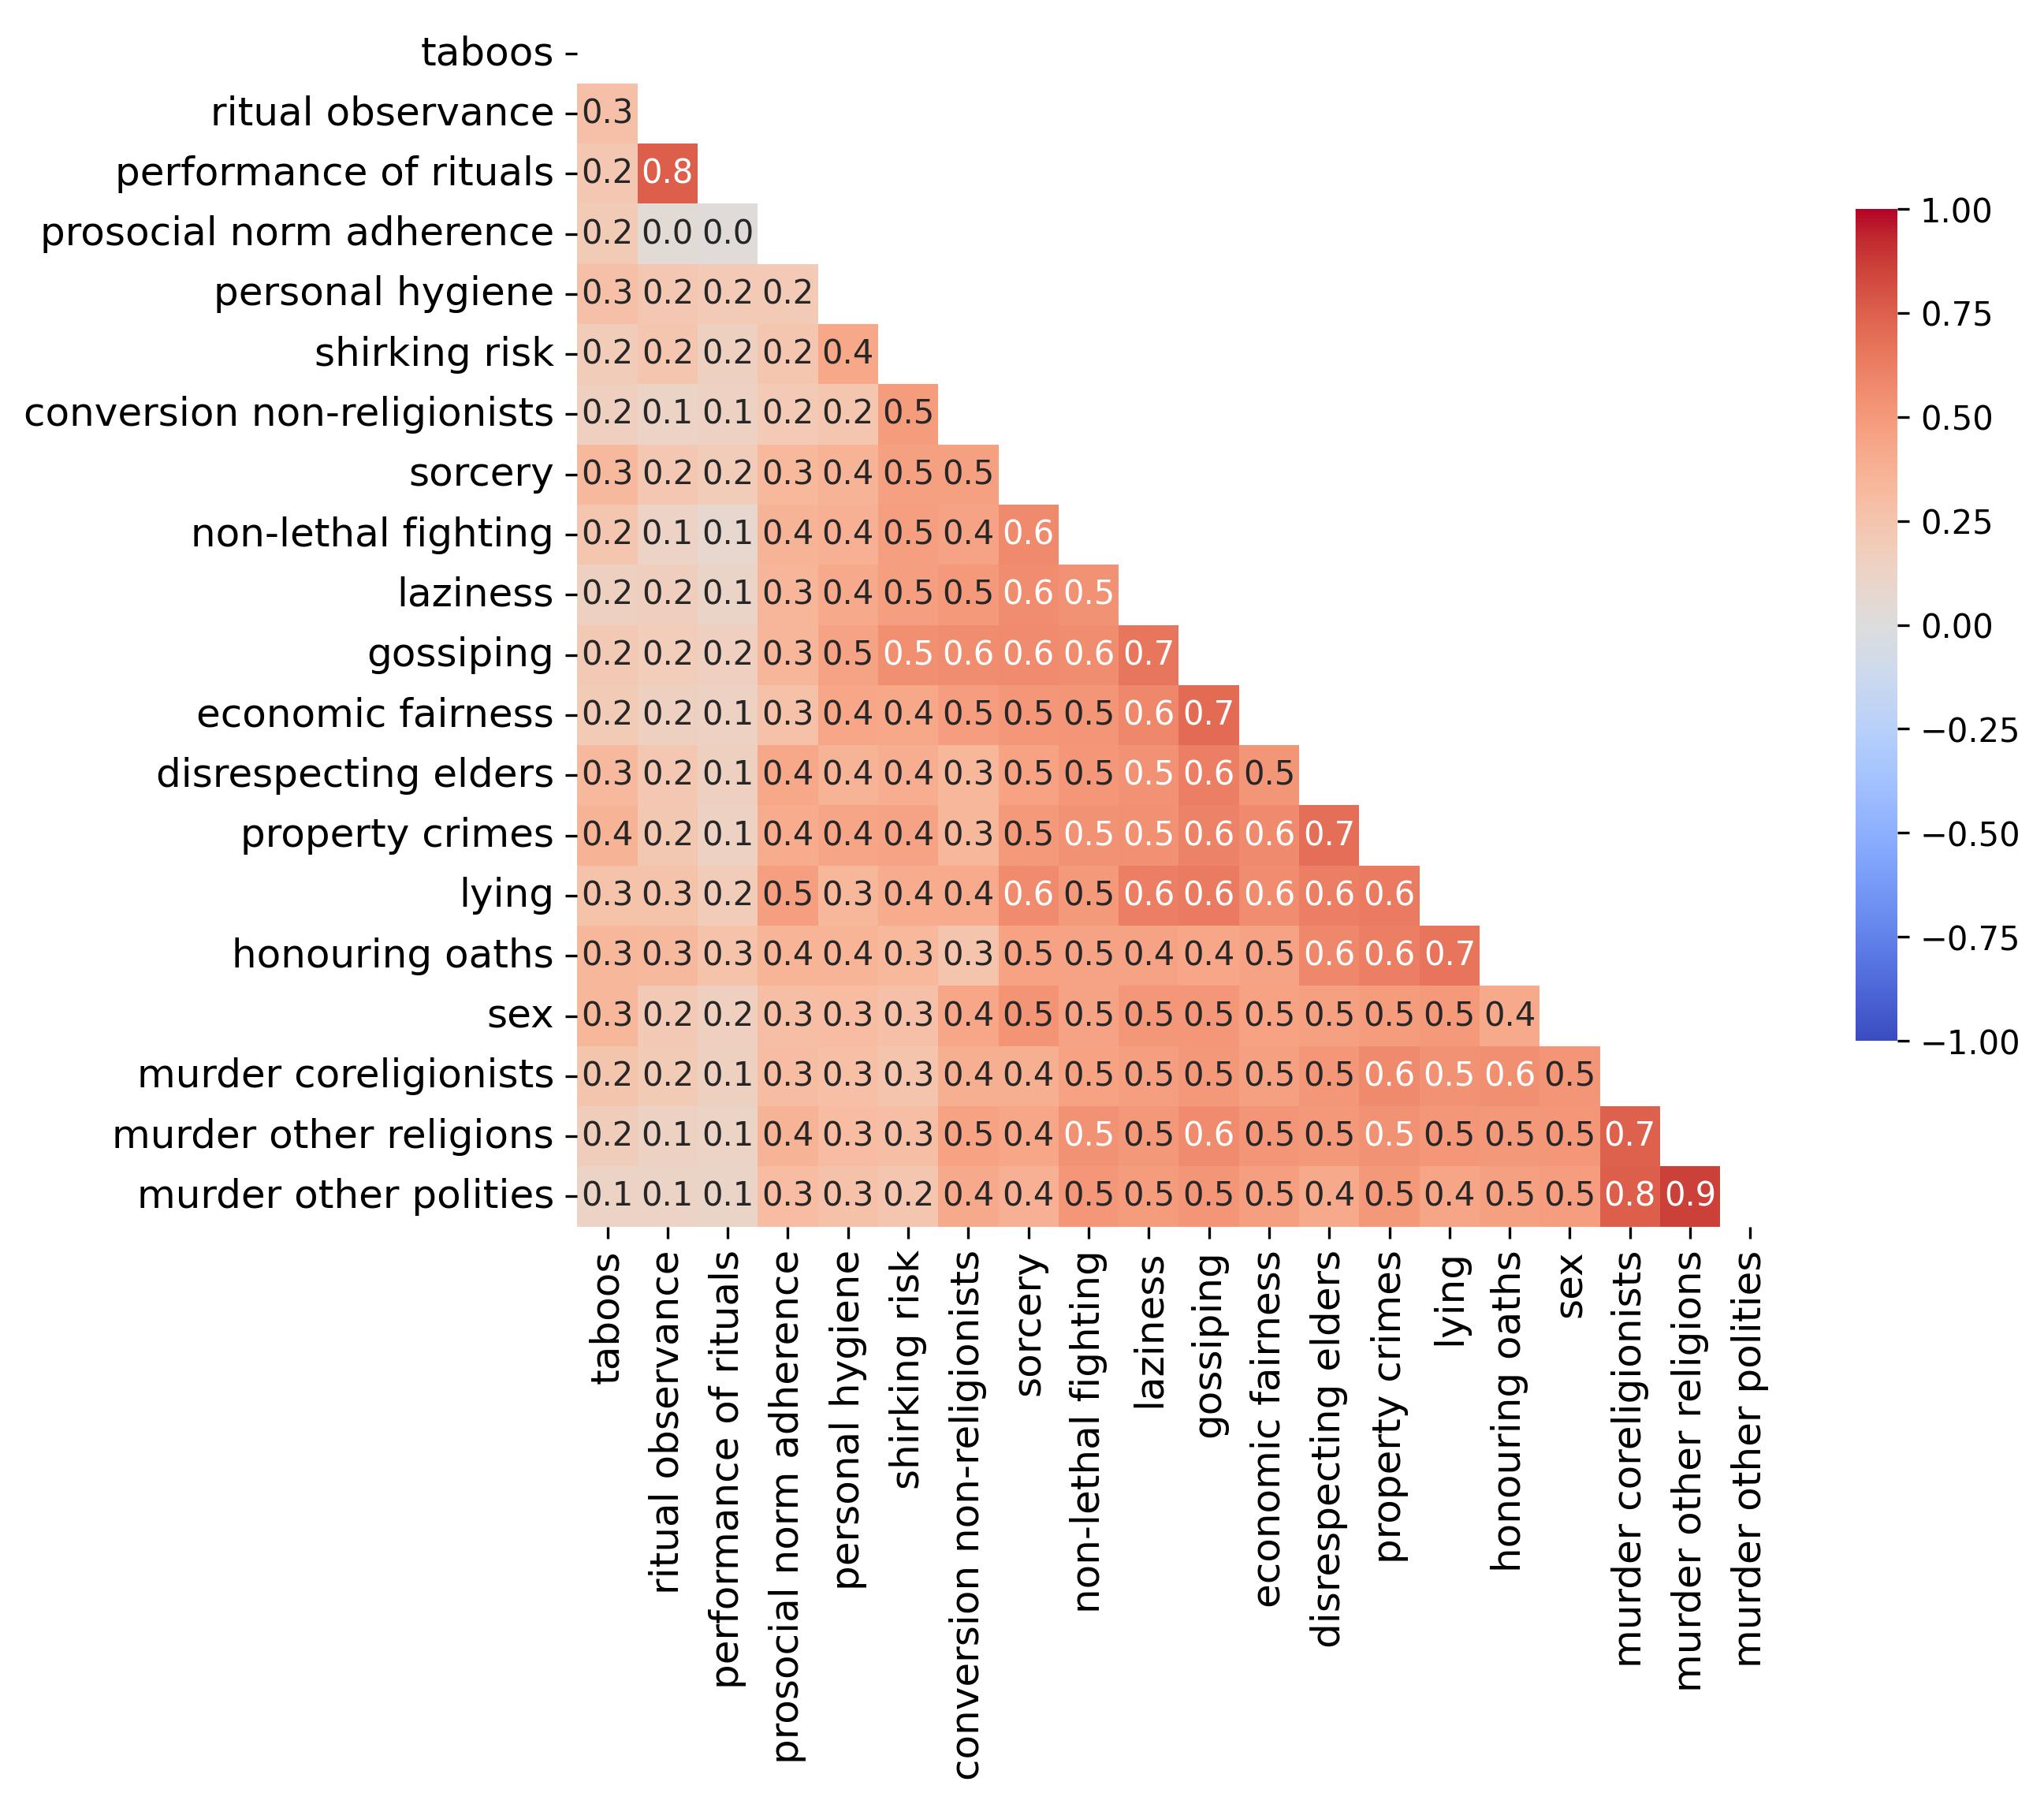 taboos
ritual observance 0.3
performance of rituals 0.2 0.8
prosocial norm adherence 0.2 0.0 0.0
personal hygiene 0.3 0.2 0.2 0.2
shirking risk 0.2 0.2 0.2 0.2 0.4
conversion non-religionists 0.2 0.1 0.1 0.2 0.2 0.5
sorcery 0.3 0.2 0.2 0.3 0.4 0.5 0.5
non-lethal fighting 0.2 0.1 0.1 0.4 0.4 0.5 0.4 0.6
laziness 0.2 0.2 0.1 0.3 0.4 0.5 0.5 0.6 0.5
gossiping 0.2 0.2 0.2 0.3 0.5 0.5 0.6 0.6 0.6 0.7
economic fairness 0.2 0.2 0.1 0.3 0.4 0.4 0.5 0.5 0.5 0.6 0.7
disrespecting elders 0.3 0.2 0.1 0.4 0.4 0.4 0.3 0.5 0.5 0.5 0.6 0.5
property crimes 0.4 0.2 0.1 0.4 0.4 0.4 0.3 0.5 0.5 0.5 0.6 0.6 0.7
lying 0.3 0.3 0.2 0.5 0.3 0.4 0.4 0.6 0.5 0.6 0.6 0.6 0.6 0.6
honouring oaths 0.3 0.3 0.3 0.4 0.4 0.3 0.3 0.5 0.5 0.4 0.4 0.5 0.6 0.6 0.7
sex 0.3 0.2 0.2 0.3 0.3 0.3 0.4 0.5 0.5 0.5 0.5 0.5 0.5 0.5 0.5 0.4
murder coreligionists 0.2 0.2 0.1 0.3 0.3 0.3 0.4 0.4 0.5 0.5 0.5 0.5 0.5 0.6 0.5 0.6 0.5
murder other religions 0.2 0.1 0.1 0.4 0.3 0.3 0.5 0.4 0.5 0.5 0.6 0.5 0.5 0.5 0.5 0.5 0.5 0.7
murder other polities 0.1 0.1 0.1 0.3 0.3 0.2 0.4 0.4 0.5 0.5 0.5 0.5 0.4 0.5 0.4 0.5 0.5 0.8 0.9
taboos
ritual observance
performance of rituals
prosocial norm adherence
personal hygiene
shirking risk
conversion non-religionists
sorcery
non-lethal fighting
laziness
gossiping
economic fairness
disrespecting elders
property crimes
lying
honouring oaths
sex
murder coreligionists
murder other religions
murder other polities
1.00
0.75
0.50
0.25
0.00
−0.25
−0.50
−0.75
−1.00